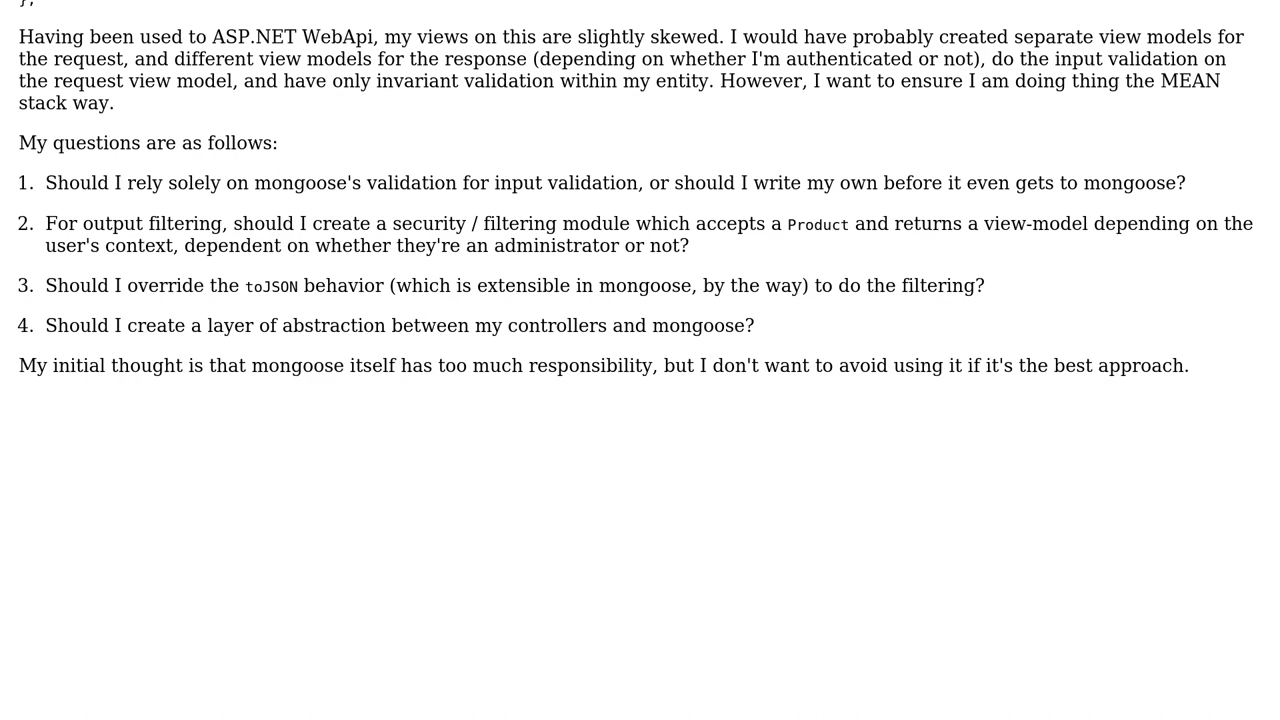 };
Having been used to ASP.NET WebApi, my views on this are slightly skewed. I would have probably created separate view models for
the request, and different view models for the response (depending on whether I'm authenticated or not), do the input validation on
the request view model, and have only invariant validation within my entity. However, I want to ensure I am doing thing the MEAN
stack way.
My questions are as follows:
1. Should I rely solely on mongoose's validation for input validation, or should I write my own before it even gets to mongoose?
2. For output filtering, should I create a security / filtering module which accepts a Product and returns a view-model depending on the
user's context, dependent on whether they're an administrator or not?
3. Should I override the toJSON behavior (which is extensible in mongoose, by the way) to do the filtering?
4. Should I create a layer of abstraction between my controllers and mongoose?
My initial thought is that mongoose itself has too much responsibility, but I don't want to avoid using it if it's the best approach.